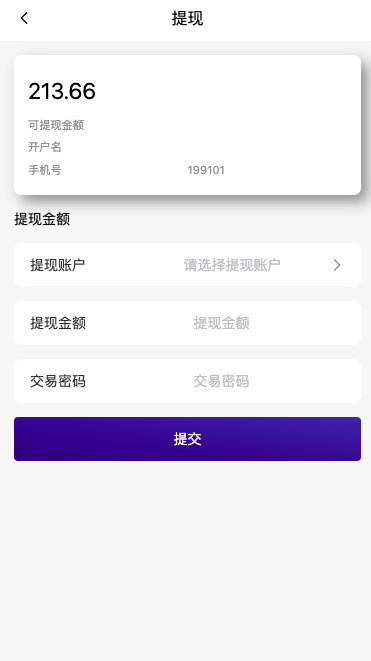 提现
213.66
可提现金额
开户名
手机号 199101
提现金额
提现账户 请选择提现账户
提现金额 提现金额
交易密码 交易密码
提交